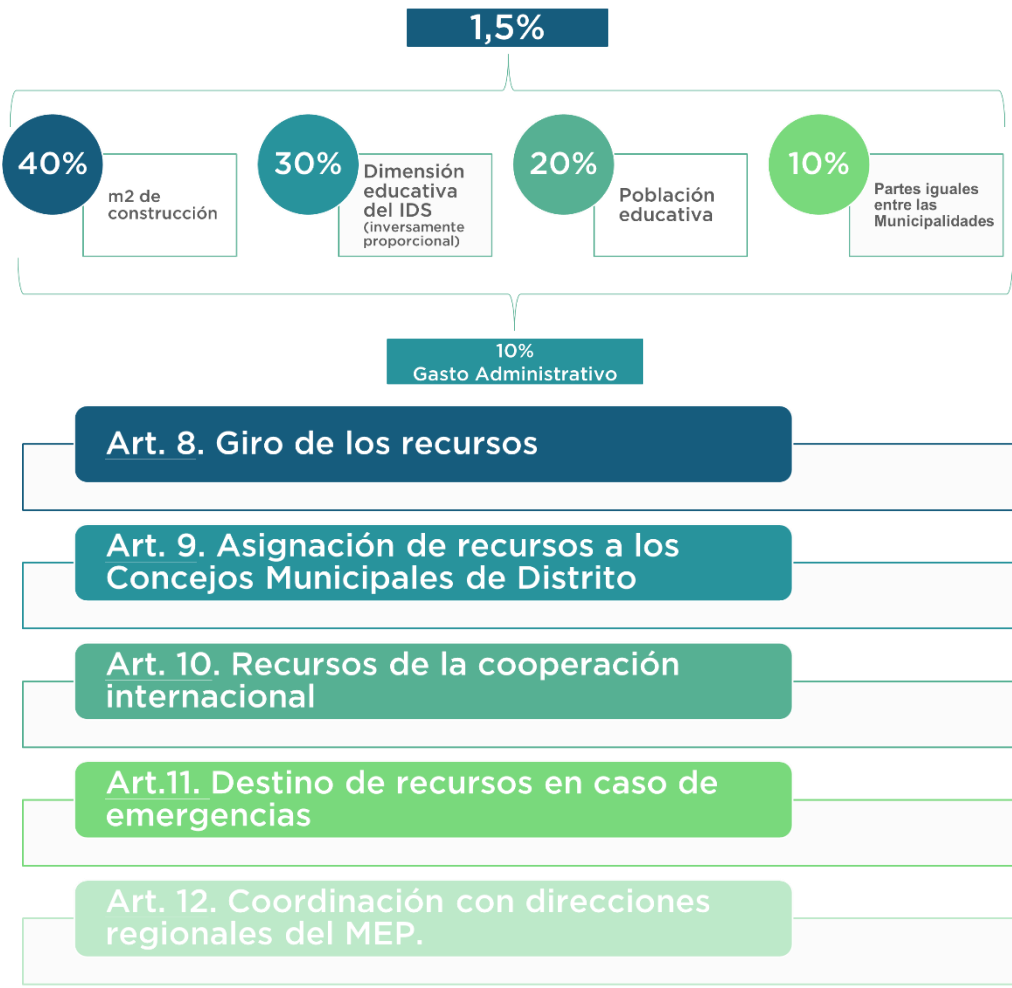 1,5%
40%
m2 de
construcción
30%
Dimensión
educativa
del IDS
(inversamente
proporcional)
20%
Población
educativa
10%
Partes iguales
entre las
Municipalidades
10%
Gasto Administrativo
Art. 8. Giro de los recursos
Art. 9. Asignación de recursos a los
Concejos Municipales de Distrito
Art. 10. Recursos de la cooperación
internacional
Art.11. Destino de recursos en caso de
emergencias
Art. 12. Coordinación con direcciones
regionales del MEP.